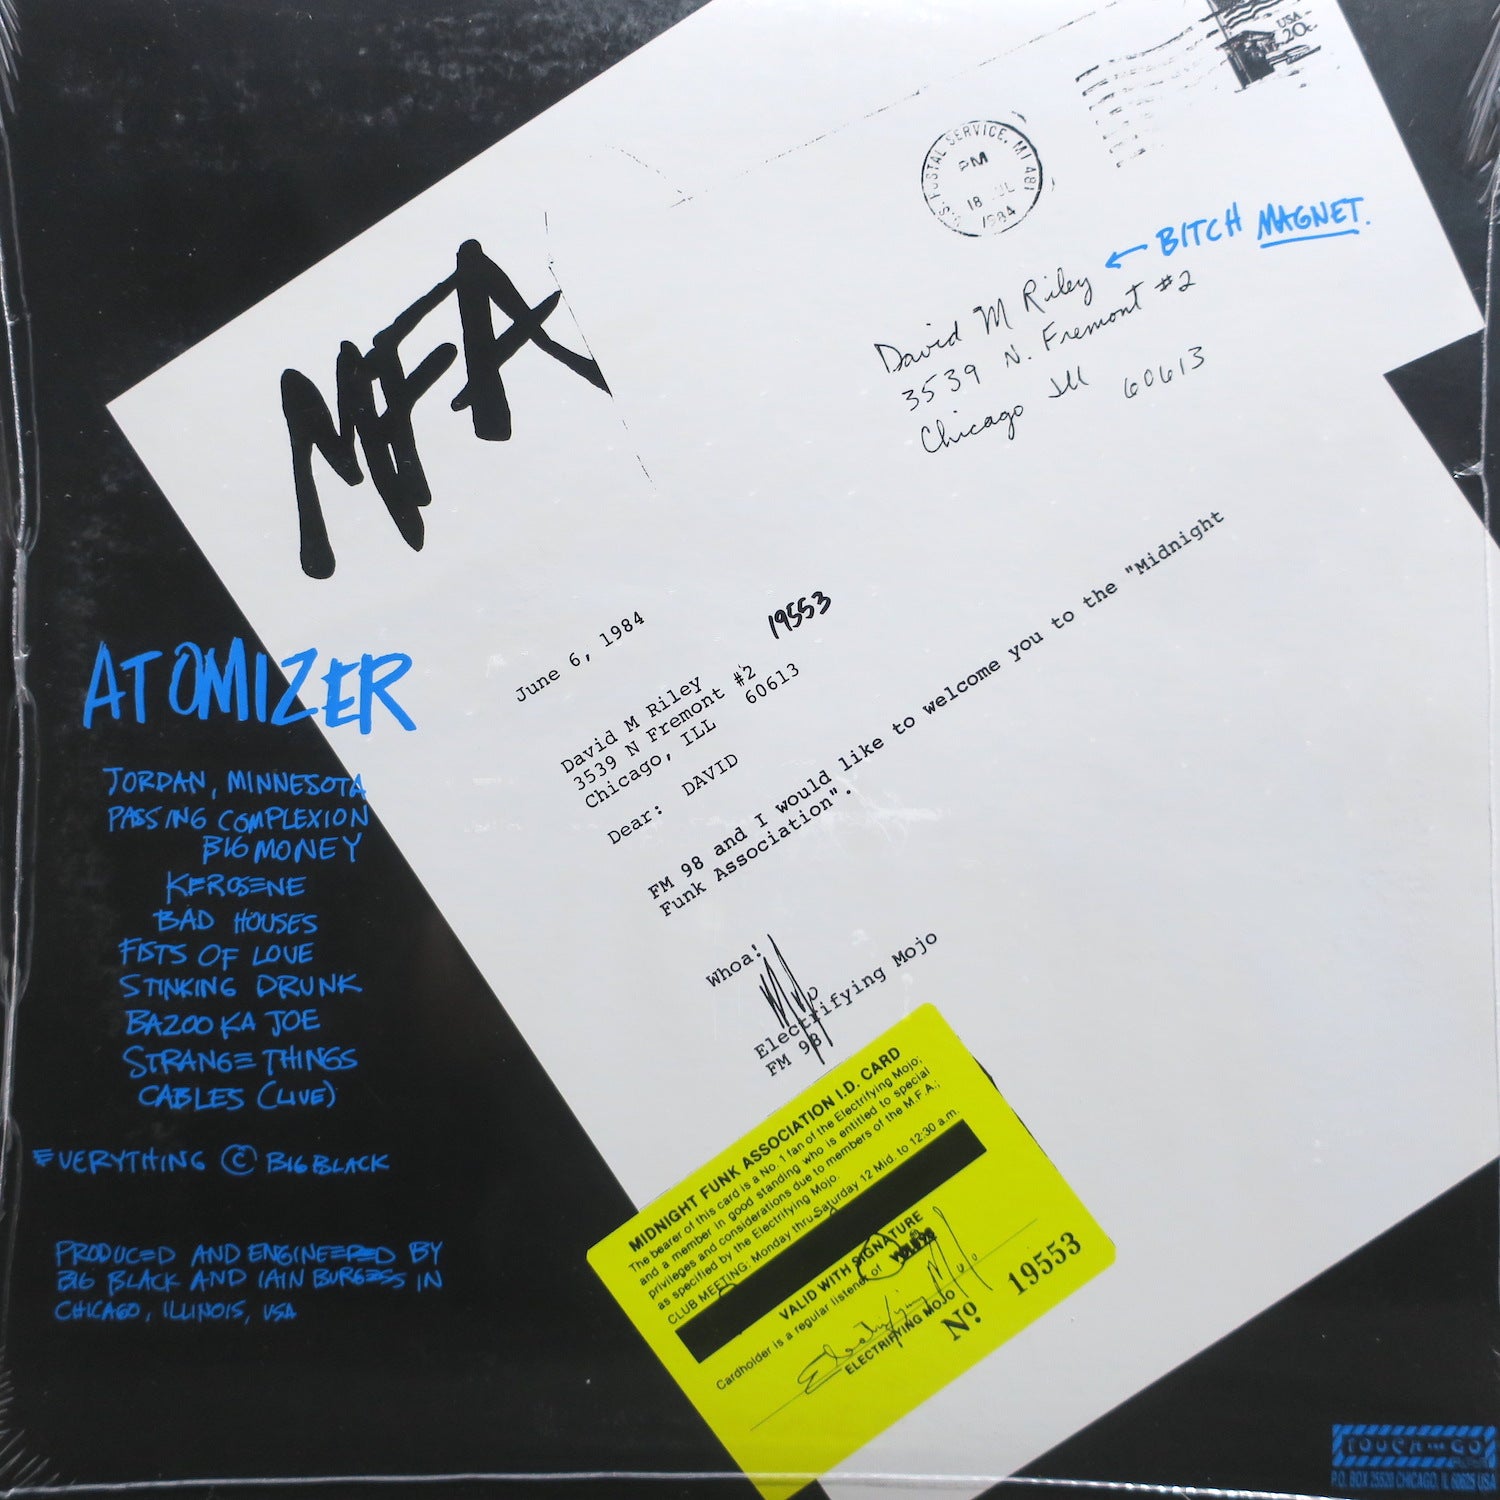 USA
20c
U.S. POSTAL SERVICE, MI 481
PM
18 JUL
1984
← BITCH MAGNET.
David M Riley
3539 N. Fremont #2
Chicago Ill 60613
MFA
June 6, 1984
19553
David M Riley
3539 N Fremont #2
Chicago, ILL 60613
Dear: DAVID
FM 98 and I would like to welcome you to the "Midnight
Funk Association".
Whoa!
Mojo
Electrifying Mojo
FM 98
ATOMIZER
JORDAN, MINNESOTA
PASSING COMPLEXION
BIG MONEY
KEROSENE
BAD HOUSES
FISTS OF LOVE
STINKING DRUNK
BAZOOKA JOE
STRANGE THINGS
CABLES (LIVE)
EVERYTHING © BIG BLACK
PRODUCED AND ENGINEERED BY
BIG BLACK AND IAIN BURGESS IN
CHICAGO, ILLINOIS, USA
MIDNIGHT FUNK ASSOCIATION I.D. CARD
The bearer of this card is a No. 1 fan of the Electrifying Mojo;
and a member in good standing who is entitled to special
privileges and considerations due to members of the M.F.A.;
as specified by the Electrifying Mojo.
CLUB MEETING: Monday thru Saturday 12 Mid. to 12:30 a.m.
VALID WITH SIGNATURE
Cardholder is a regular listener of
Electrifying Mojo
ELECTRIFYING MOJO
Nº 19553
TOUCH AND GO
P.O. BOX 25520 CHICAGO, IL 60625 USA